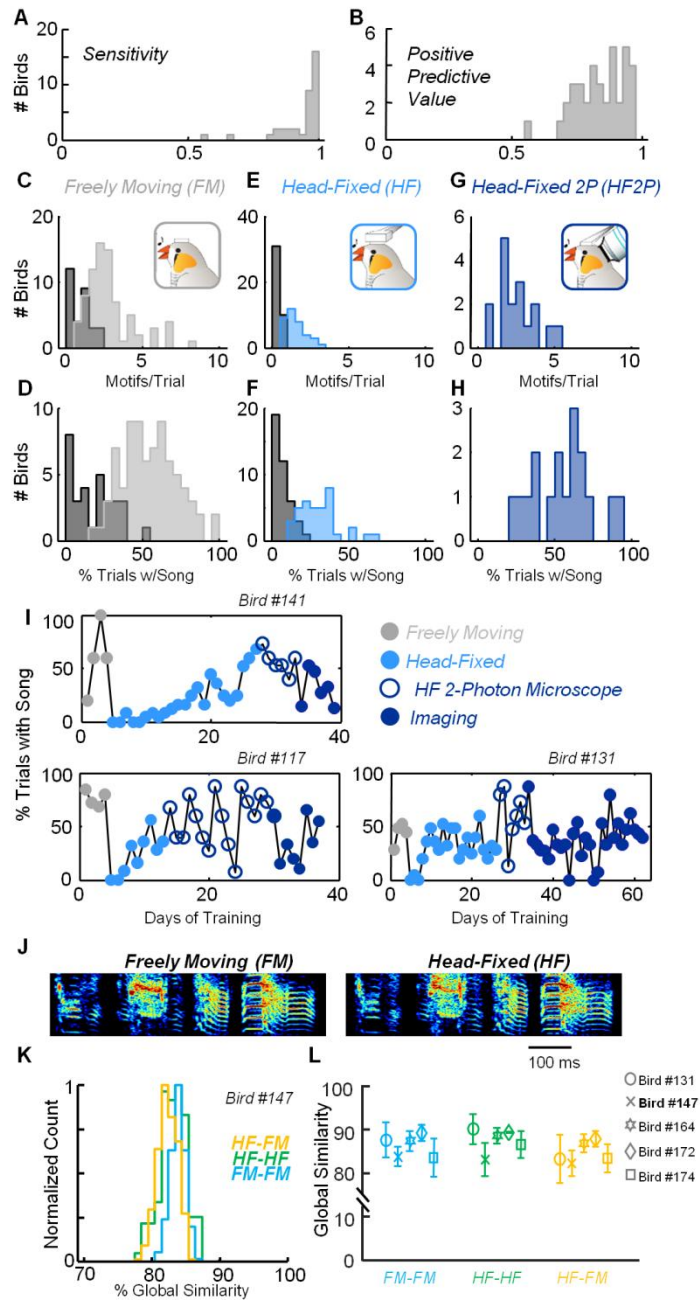 A
B
Sensitivity
Positive
Predictive
Value
# Birds
20
10
0
0
0.5
1
6
4
2
0
0
0.5
1
C
Freely Moving (FM)
E
Head-Fixed (HF)
G
Head-Fixed 2P (HF2P)
# Birds
20
10
0
0
5
10
Motifs/Trial
40
20
0
0
5
10
Motifs/Trial
6
4
2
0
0
5
10
Motifs/Trial
D
F
H
# Birds
10
5
0
0
50
100
% Trials w/Song
20
10
0
0
50
100
% Trials w/Song
3
2
1
0
0
50
100
% Trials w/Song
I
Bird #141
% Trials with Song
100
50
0
0
20
40
Freely Moving
Head-Fixed
HF 2-Photon Microscope
Imaging
Bird #117
100
50
0
0
20
40
Days of Training
Bird #131
100
50
0
0
20
40
60
Days of Training
J
Freely Moving (FM)
Head-Fixed (HF)
100 ms
K
Bird #147
HF-FM
HF-HF
FM-FM
Normalized Count
1
0
70
80
90
100
% Global Similarity
L
Global Similarity
100
90
80
10
0
FM-FM
HF-HF
HF-FM
Bird #131
Bird #147
Bird #164
Bird #172
Bird #174